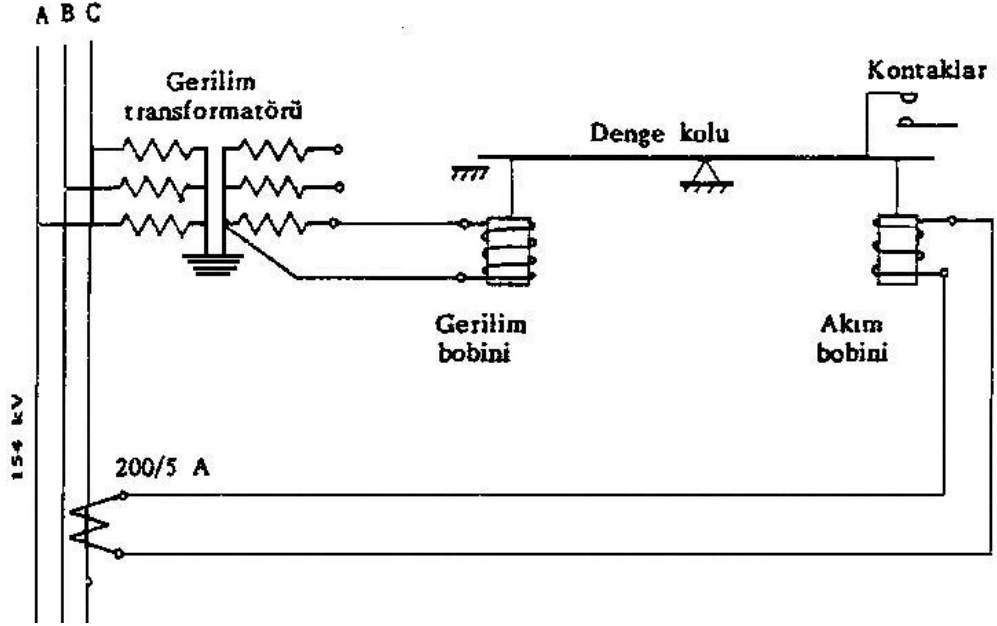 A B C
Gerilim
transformatörü
Kontaklar
Denge kolu
Gerilim
bobini
Akım
bobini
154 kV
200/5 A